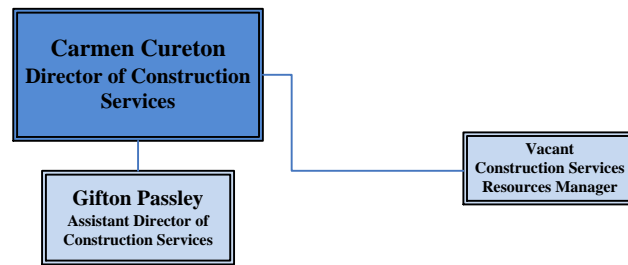 Carmen Cureton
Director of Construction
Services
Vacant
Construction Services
Resources Manager
Gifton Passley
Assistant Director of
Construction Services